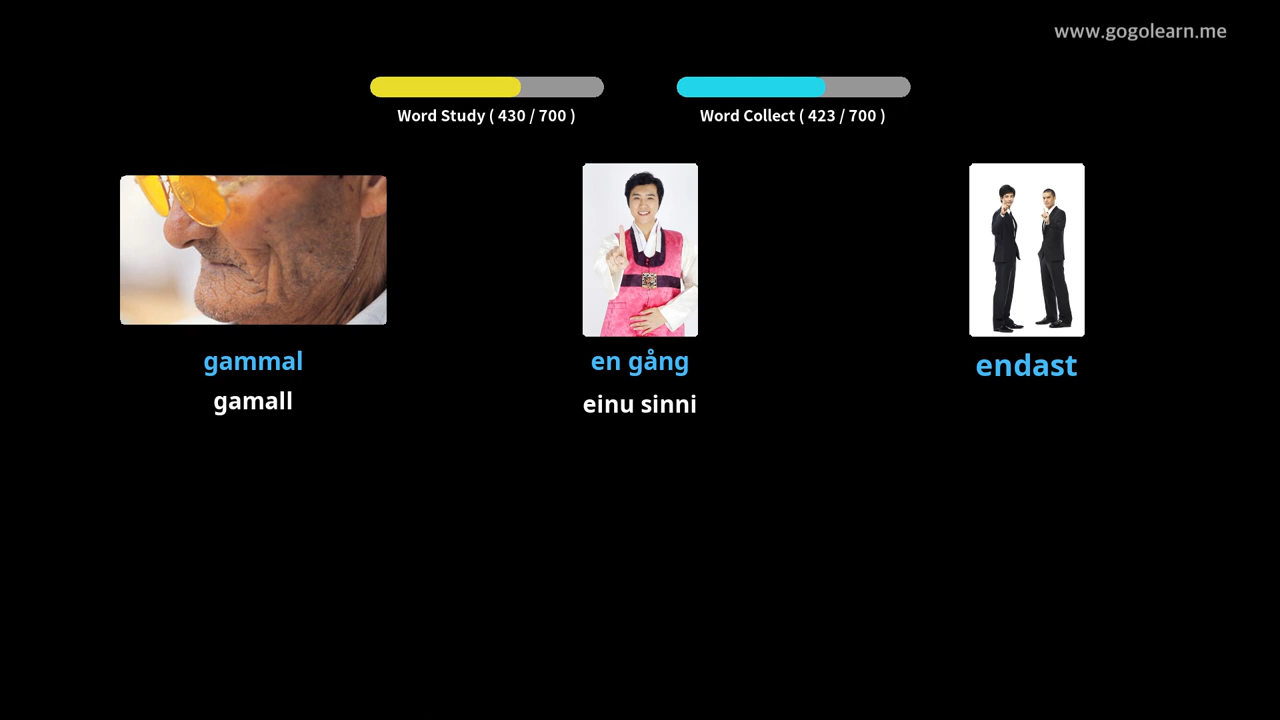 www.gogolearn.me
Word Study ( 430 / 700 )
Word Collect ( 423 / 700 )
gammal
gamall
en gång
einu sinni
endast